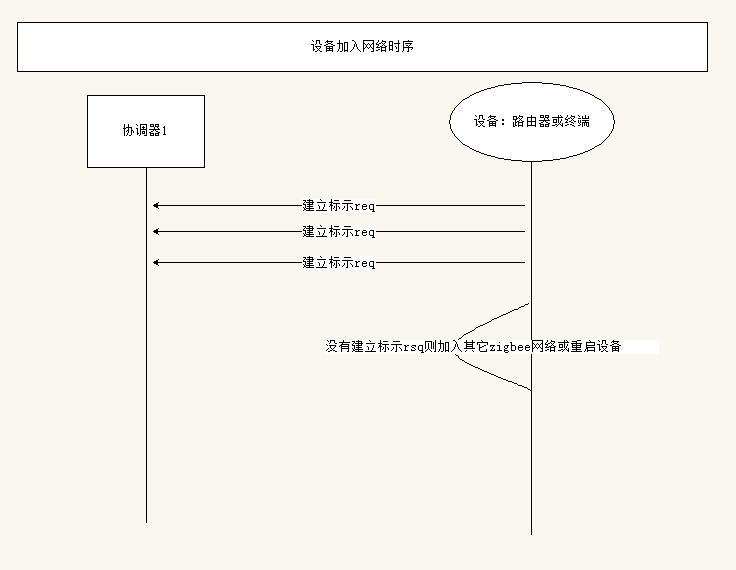 设备加入网络时序
协调器1
设备：路由器或终端
建立标示req
建立标示req
建立标示req
没有建立标示rsq则加入其它zigbee网络或重启设备